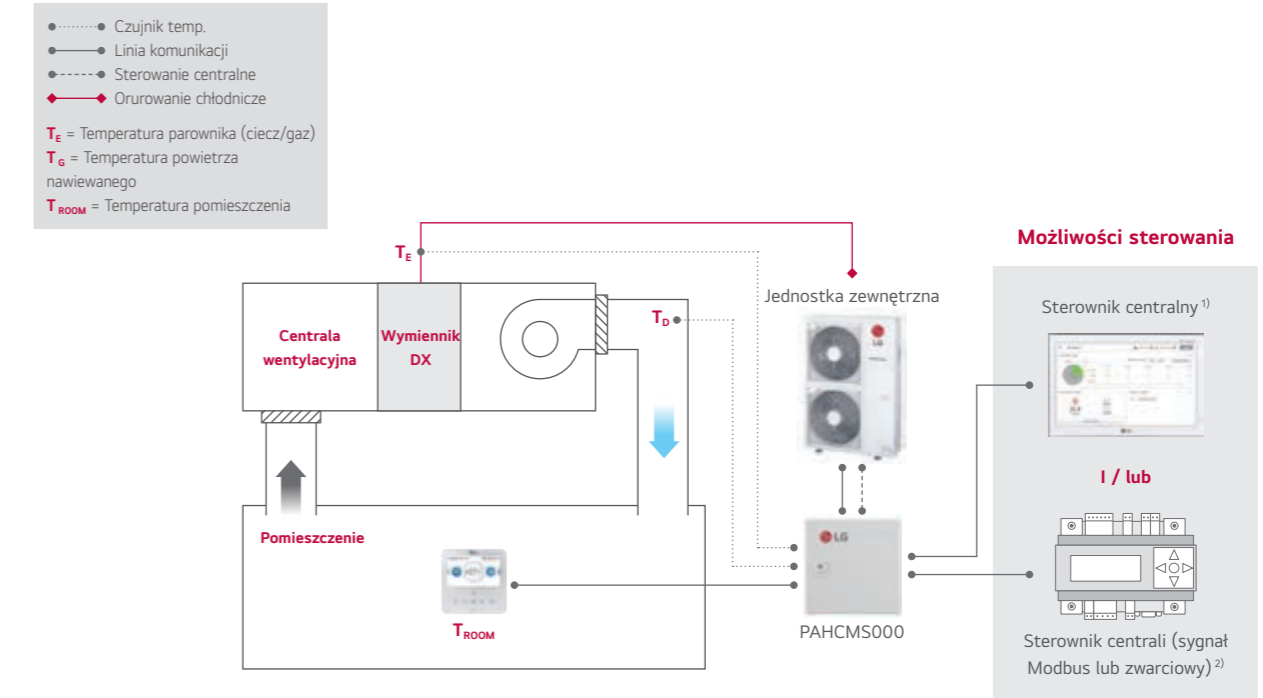 Czujnik temp.
Linia komunikacji
Sterowanie centralne
Orurowanie chłodnicze
TE = Temperatura parownika (ciecz/gaz)
T G = Temperatura powietrza
nawiewanego
T ROOM = Temperatura pomieszczenia
Możliwości sterowania
TE
Jednostka zewnętrzna
Sterownik centralny 1)
TD
Centrala
wentylacyjna
Wymiennik
DX
LG
I / lub
Pomieszczenie
LG
TROOM
PAHCMS000
Sterownik centrali (sygnał
Modbus lub zwarciowy) 2)